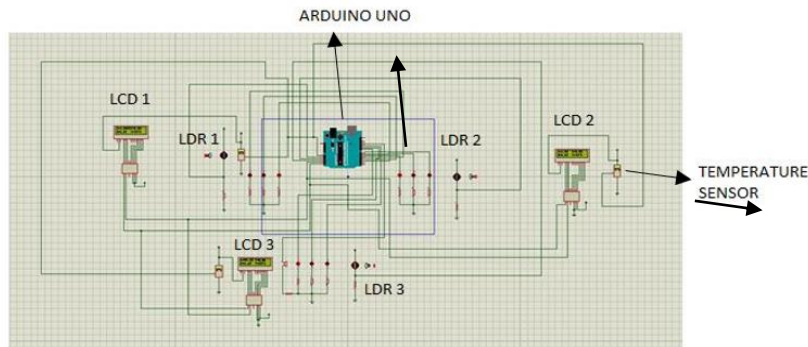 ARDUINO UNO
LCD 1
LCD 2
LDR 1
LDR 2
TEMPERATURE
SENSOR
LCD 3
LDR 3